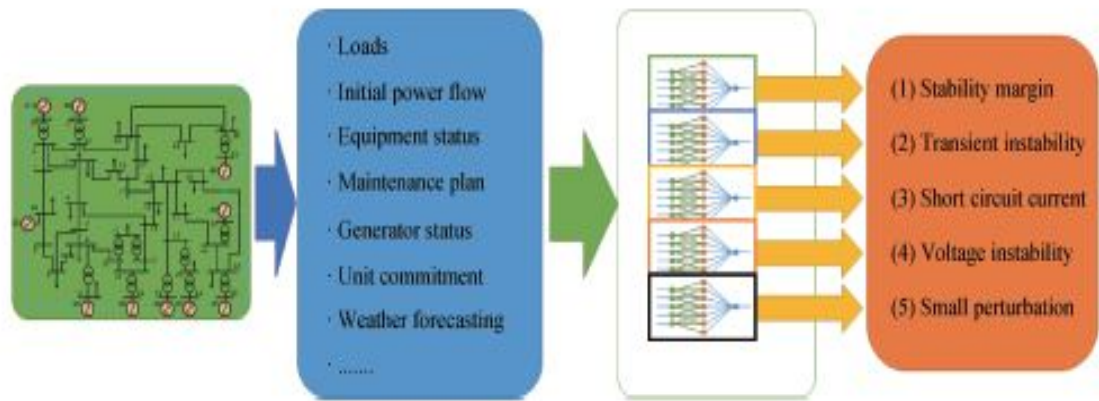 · Loads
· Initial power flow
· Equipment status
· Maintenance plan
· Generator status
· Unit commitment
· Weather forecasting
· .......
(1) Stability margin
(2) Transient instability
(3) Short circuit current
(4) Voltage instability
(5) Small perturbation